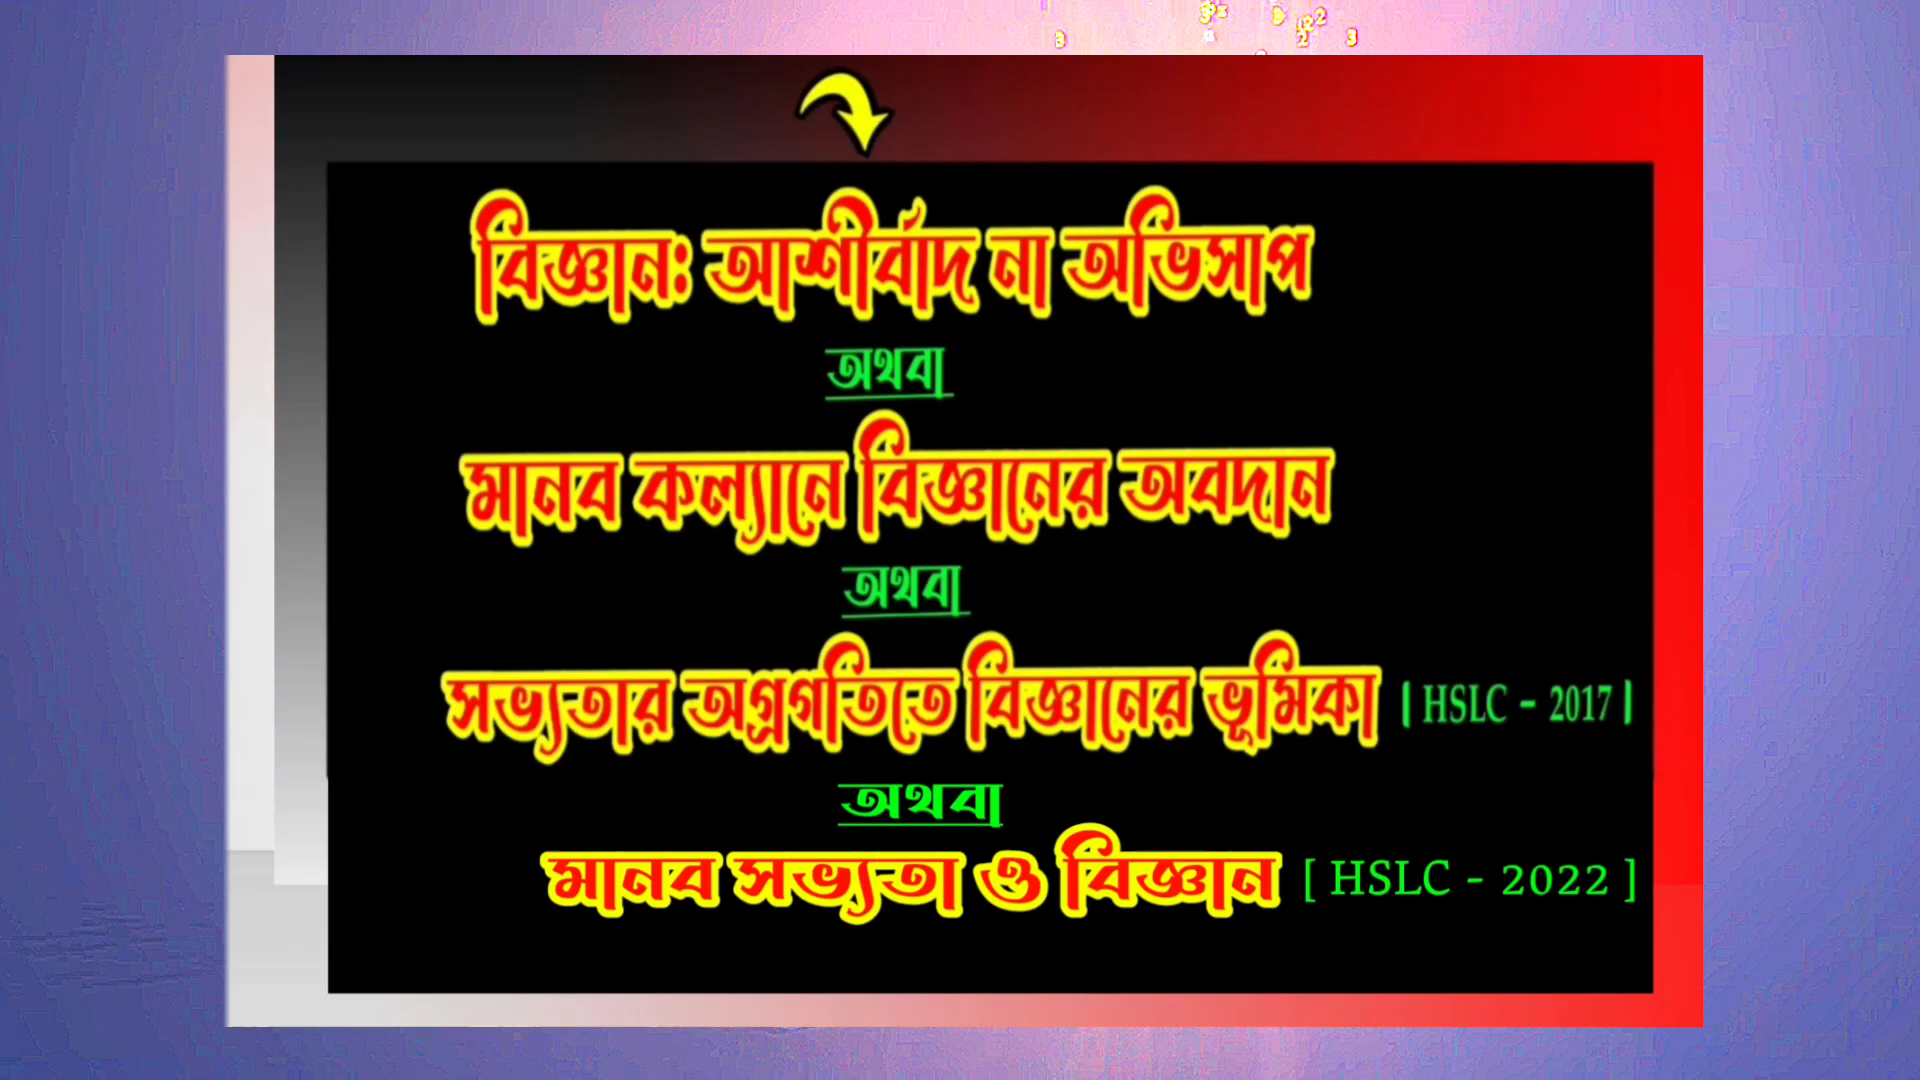 বিজ্ঞানঃ আশীর্বাদ না অভিসাপ
অথবা
মানব কল্যানে বিজ্ঞানের অবদান
অথবা
সভ্যতার অগ্রগতিতে বিজ্ঞানের ভূমিকা [ HSLC - 2017 ]
অথবা
মানব সভ্যতা ও বিজ্ঞান [ HSLC - 2022 ]